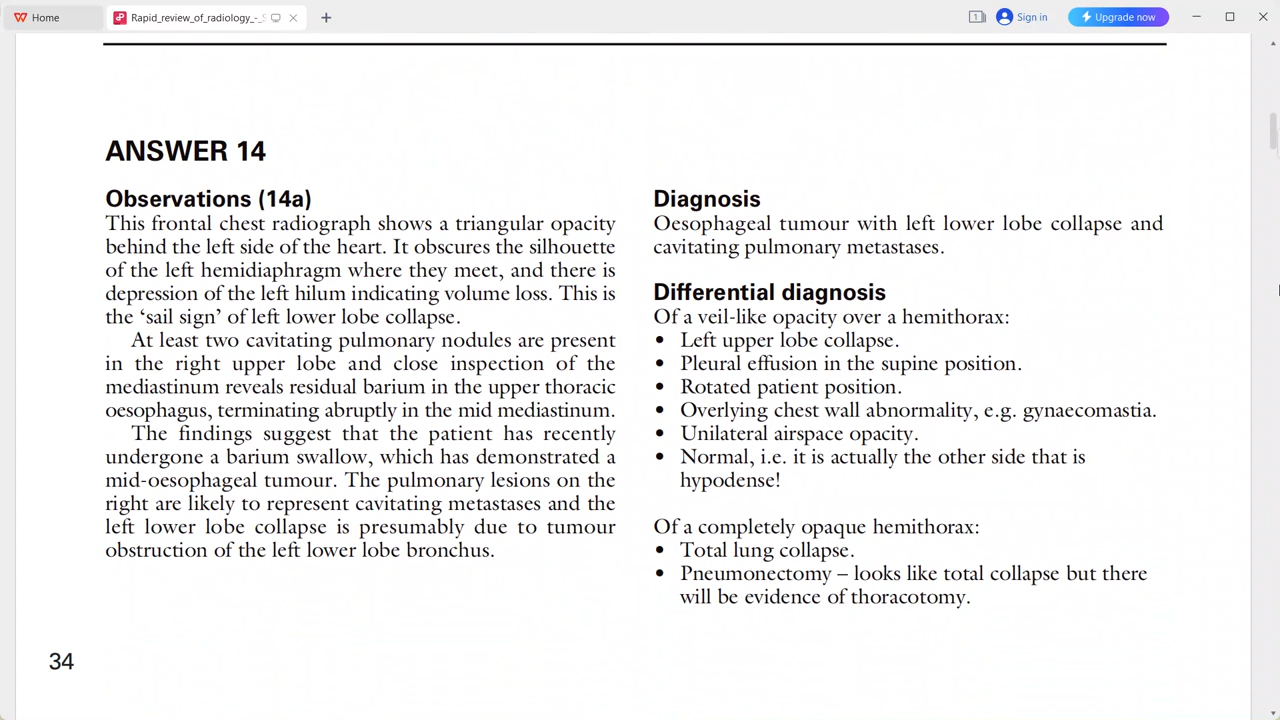 Home
Rapid_review_of_radiology_-_S
1
Sign in
Upgrade now
ANSWER 14
Observations (14a)
This frontal chest radiograph shows a triangular opacity
behind the left side of the heart. It obscures the silhouette
of the left hemidiaphragm where they meet, and there is
depression of the left hilum indicating volume loss. This is
the ‘sail sign’ of left lower lobe collapse.
At least two cavitating pulmonary nodules are present
in the right upper lobe and close inspection of the
mediastinum reveals residual barium in the upper thoracic
oesophagus, terminating abruptly in the mid mediastinum.
The findings suggest that the patient has recently
undergone a barium swallow, which has demonstrated a
mid-oesophageal tumour. The pulmonary lesions on the
right are likely to represent cavitating metastases and the
left lower lobe collapse is presumably due to tumour
obstruction of the left lower lobe bronchus.
Diagnosis
Oesophageal tumour with left lower lobe collapse and
cavitating pulmonary metastases.
Differential diagnosis
Of a veil-like opacity over a hemithorax:
• Left upper lobe collapse.
• Pleural effusion in the supine position.
• Rotated patient position.
• Overlying chest wall abnormality, e.g. gynaecomastia.
• Unilateral airspace opacity.
• Normal, i.e. it is actually the other side that is
hypodense!
Of a completely opaque hemithorax:
• Total lung collapse.
• Pneumonectomy – looks like total collapse but there
will be evidence of thoracotomy.
34